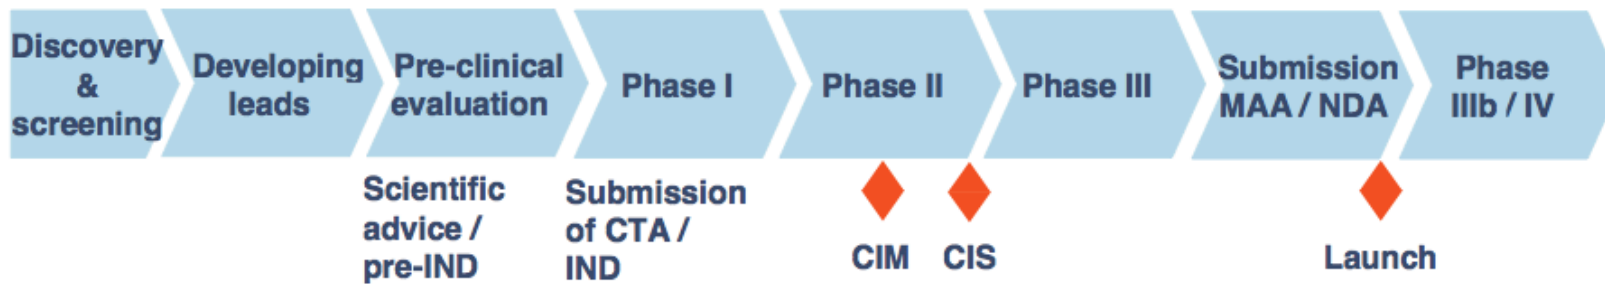 Discovery
&
screening
Developing
leads
Pre-clinical
evaluation
Phase I
Phase II
Phase III
Submission
MAA / NDA
Phase
IIIb / IV
Scientific
advice /
pre-IND
Submission
of CTA /
IND
CIM
CIS
Launch